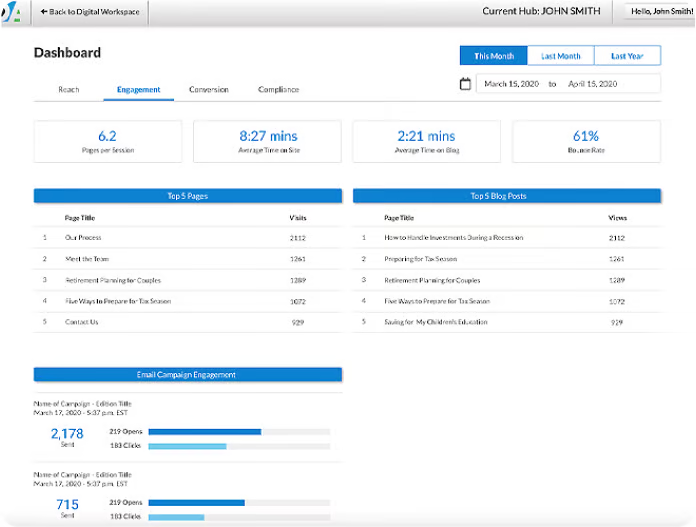 ← Back to Digital Workspace
Current Hub: JOHN SMITH
Hello, John Smith!
Dashboard
This Month Last Month Last Year
March 15, 2020 to April 15, 2020
Reach Engagement Conversion Compliance
6.2
Pages per Session
8:27 mins
Average Time on Site
2:21 mins
Average Time on Blog
61%
Bounce Rate
Top 5 Pages
Page Title Visits
1 Our Process 2112
2 Meet the Team 1261
3 Retirement Planning for Couples 1289
4 Five Ways to Prepare for Tax Season 1072
5 Contact Us 929
Top 5 Blog Posts
Page Title Views
1 How to Handle Investments During a Recession 2112
2 Preparing for Tax Season 1261
3 Retirement Planning for Couples 1289
4 Five Ways to Prepare for Tax Season 1072
5 Saving for My Children's Education 929
Email Campaign Engagement
Name of Campaign - Edition Title
March 17, 2020 - 5:37 p.m. EST
2,178
Sent
219 Opens
183 Clicks
Name of Campaign - Edition Title
March 17, 2020 - 5:37 p.m. EST
715
Sent
219 Opens
183 Clicks